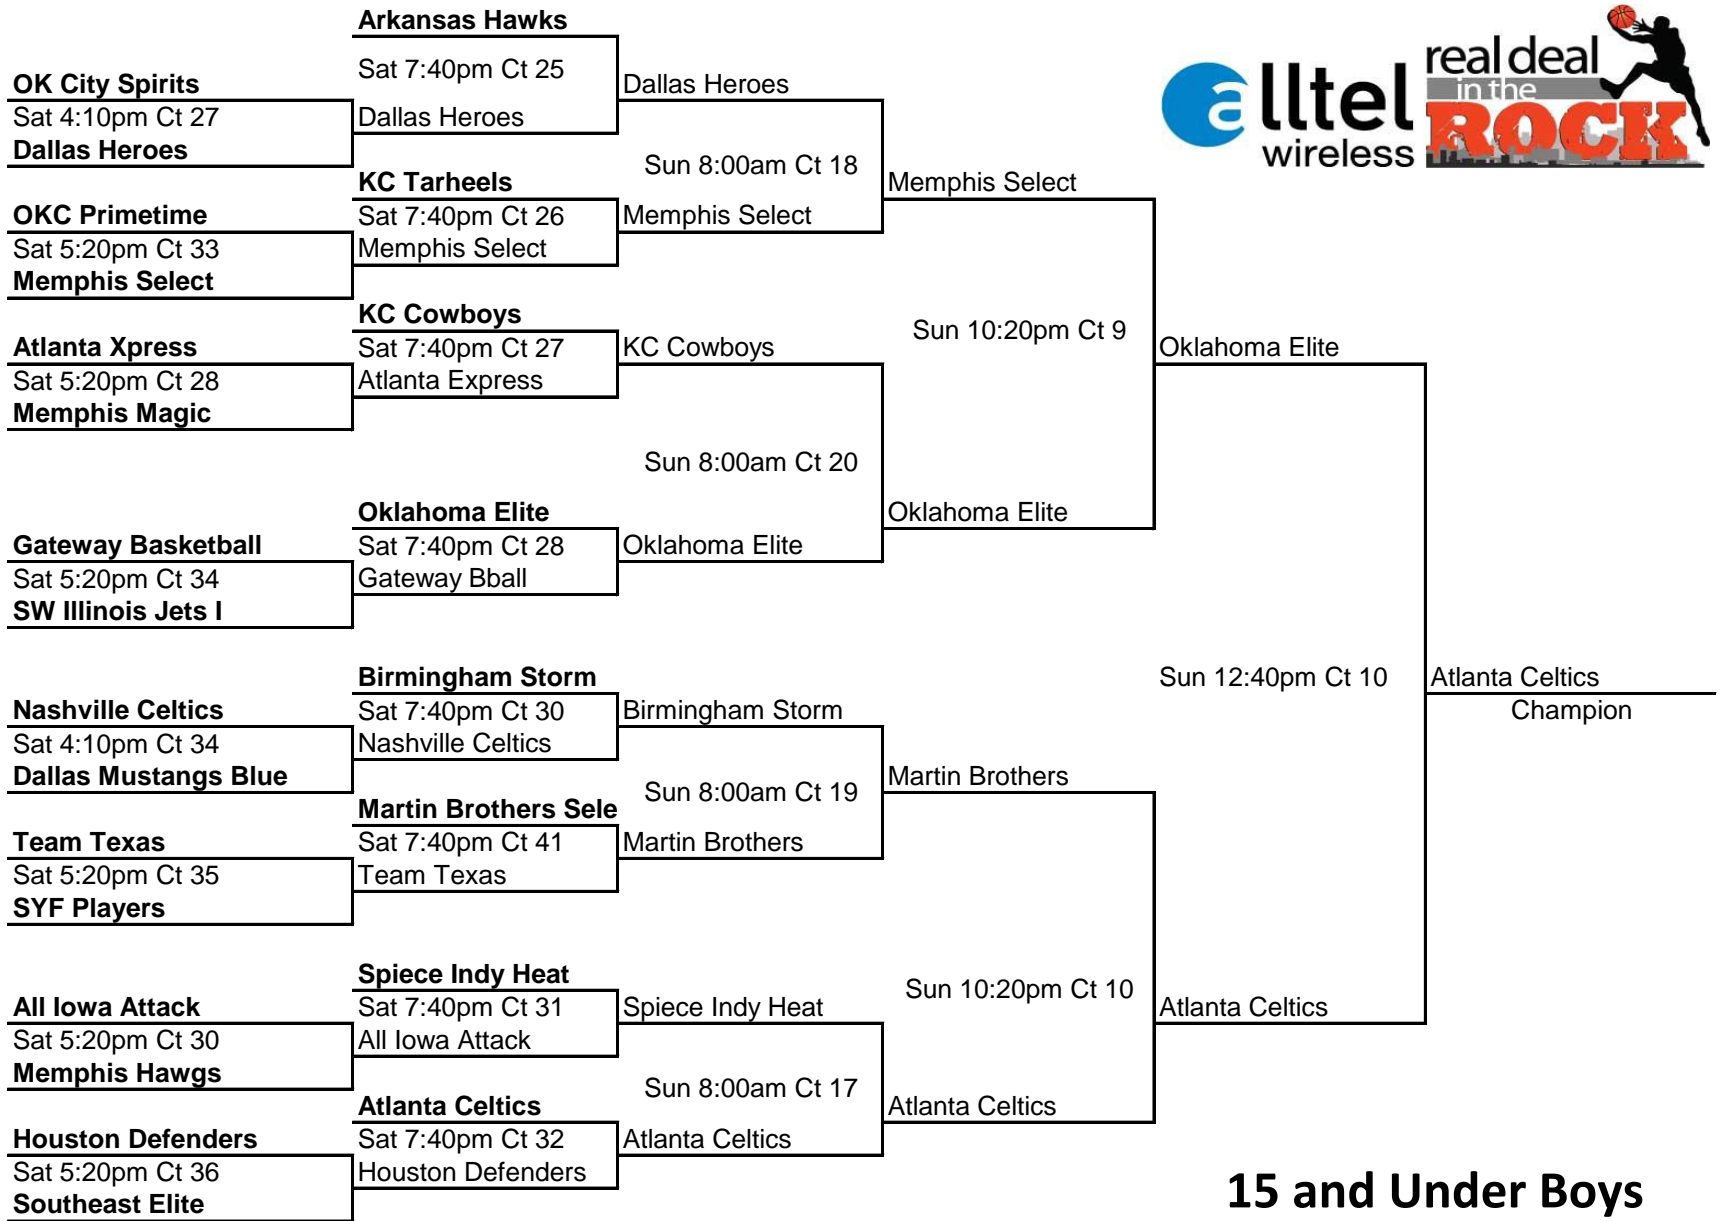 Arkansas Hawks
Sat 7:40pm Ct 25
OK City Spirits
Dallas Heroes
Sat 4:10pm Ct 27
Dallas Heroes
Dallas Heroes
Sun 8:00am Ct 18
KC Tarheels
Memphis Select
OKC Primetime
Sat 7:40pm Ct 26
Memphis Select
Sat 5:20pm Ct 33
Memphis Select
Memphis Select
KC Cowboys
Sun 10:20pm Ct 9
Atlanta Xpress
Sat 7:40pm Ct 27
KC Cowboys
Oklahoma Elite
Sat 5:20pm Ct 28
Atlanta Express
Memphis Magic
Sun 8:00am Ct 20
Oklahoma Elite
Oklahoma Elite
Gateway Basketball
Sat 7:40pm Ct 28
Oklahoma Elite
Sat 5:20pm Ct 34
Gateway Bball
SW Illinois Jets I
Birmingham Storm
Sun 12:40pm Ct 10
Atlanta Celtics
Nashville Celtics
Sat 7:40pm Ct 30
Birmingham Storm
Champion
Sat 4:10pm Ct 34
Nashville Celtics
Dallas Mustangs Blue
Martin Brothers
Sun 8:00am Ct 19
Martin Brothers Sele
Team Texas
Sat 7:40pm Ct 41
Martin Brothers
Sat 5:20pm Ct 35
Team Texas
SYF Players
Spiece Indy Heat
Sun 10:20pm Ct 10
All Iowa Attack
Sat 7:40pm Ct 31
Spiece Indy Heat
Atlanta Celtics
Sat 5:20pm Ct 30
All Iowa Attack
Memphis Hawgs
Sun 8:00am Ct 17
Atlanta Celtics
Atlanta Celtics
Houston Defenders
Sat 7:40pm Ct 32
Atlanta Celtics
Sat 5:20pm Ct 36
Houston Defenders
Southeast Elite
alltel
wireless
real deal
in the
ROCK
15 and Under Boys